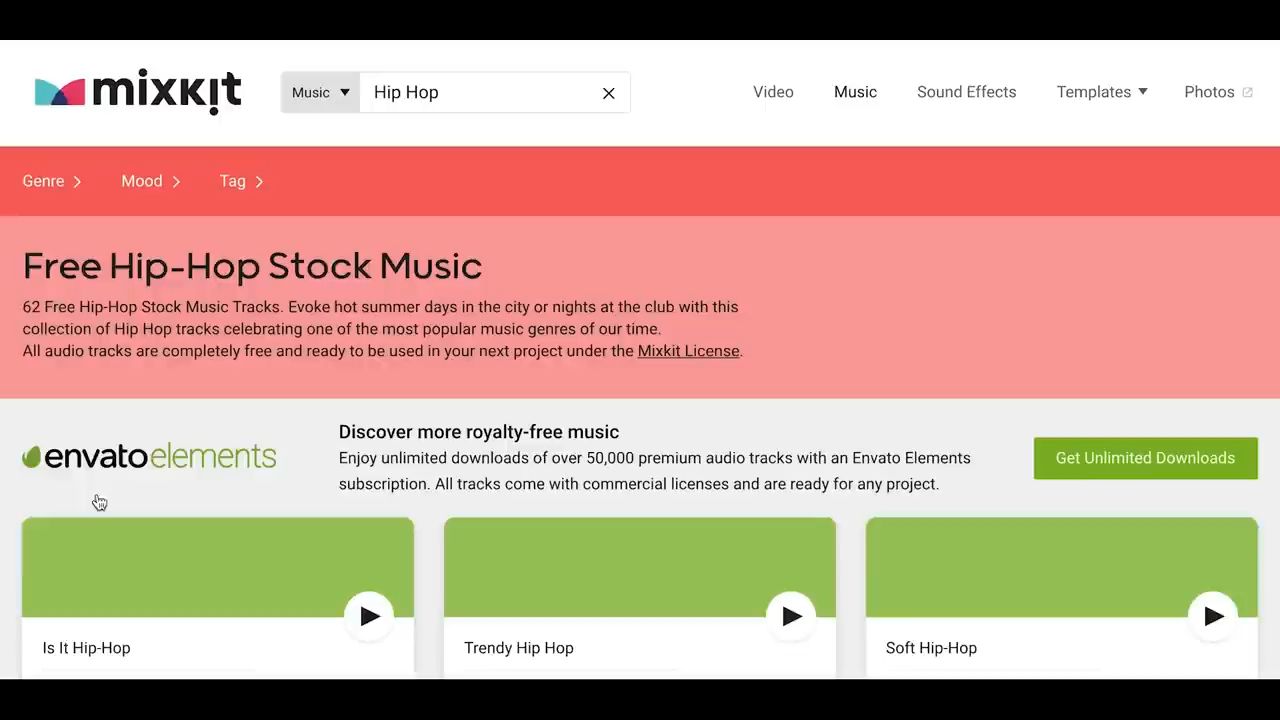 mixkit
Music
Hip Hop
Video
Music
Sound Effects
Templates
Photos
Genre
Mood
Tag
Free Hip-Hop Stock Music
62 Free Hip-Hop Stock Music Tracks. Evoke hot summer days in the city or nights at the club with this
collection of Hip Hop tracks celebrating one of the most popular music genres of our time.
All audio tracks are completely free and ready to be used in your next project under the Mixkit License.
envato elements
Discover more royalty-free music
Enjoy unlimited downloads of over 50,000 premium audio tracks with an Envato Elements
subscription. All tracks come with commercial licenses and are ready for any project.
Get Unlimited Downloads
Is It Hip-Hop
Trendy Hip Hop
Soft Hip-Hop